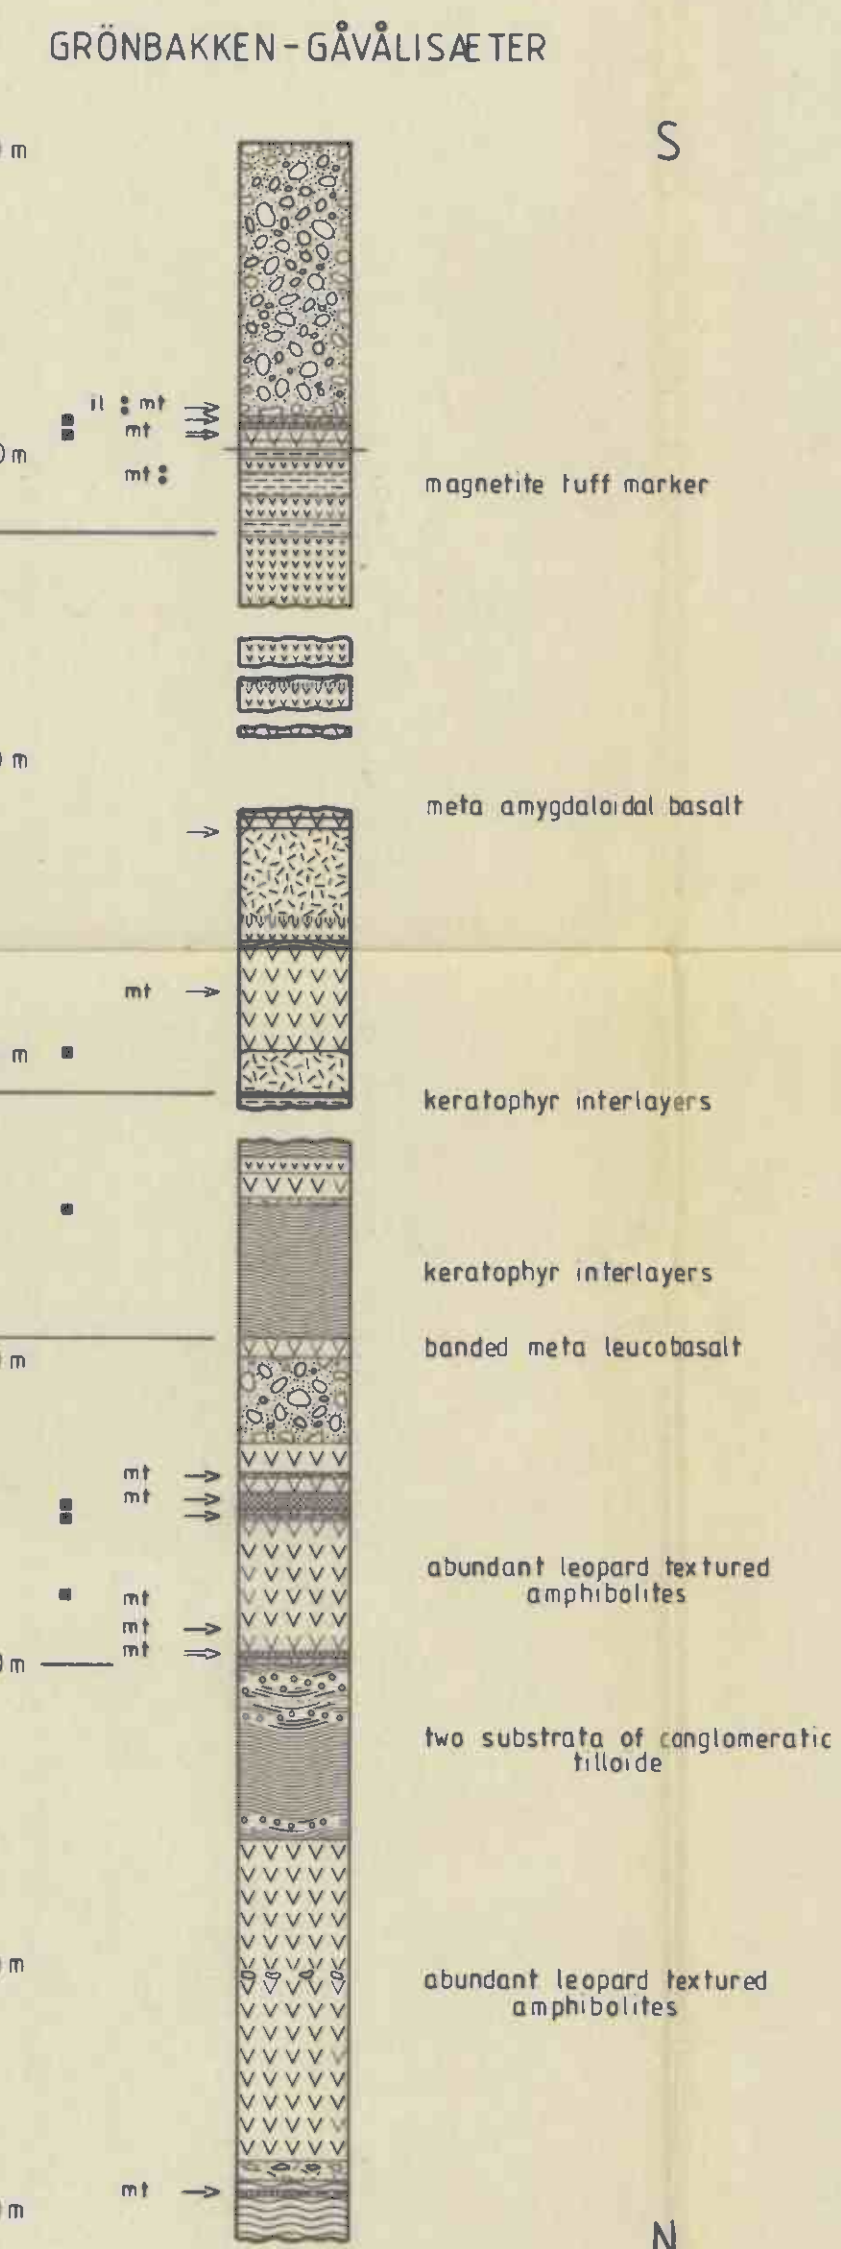 GRÖNBAKKEN - GÅVÅLISÆTER
S
m
il : mt
mt
m
mt :
magnetite tuff marker
m
meta amygdaloidal basalt
mt
m
keratophyr interlayers
keratophyr interlayers
banded meta leucobasalt
m
mt
mt
abundant leopard textured
amphibolites
mt
mt
mt
m
two substrata of conglomeratic
tilloide
m
abundant leopard textured
amphibolites
mt
m
N